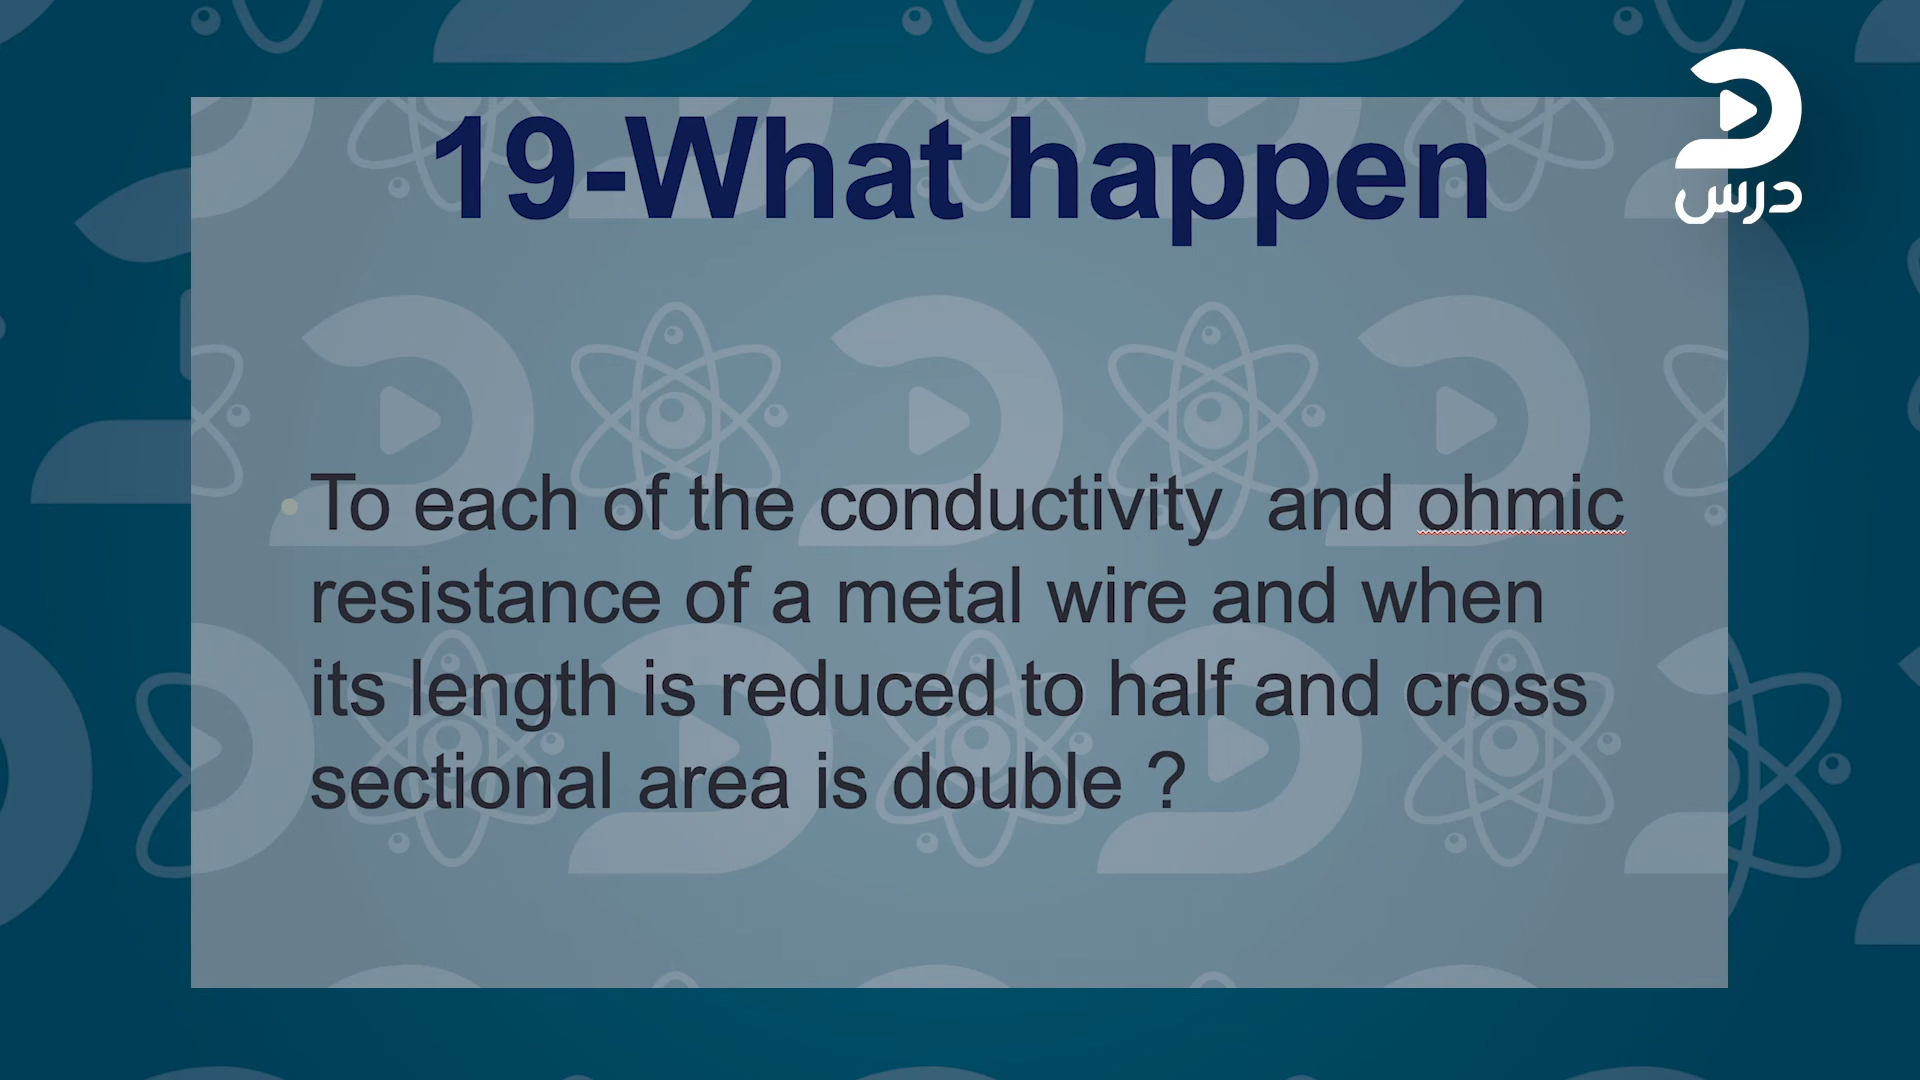 درس
19-What happen
To each of the conductivity and ohmic
resistance of a metal wire and when
its length is reduced to half and cross
sectional area is double ?